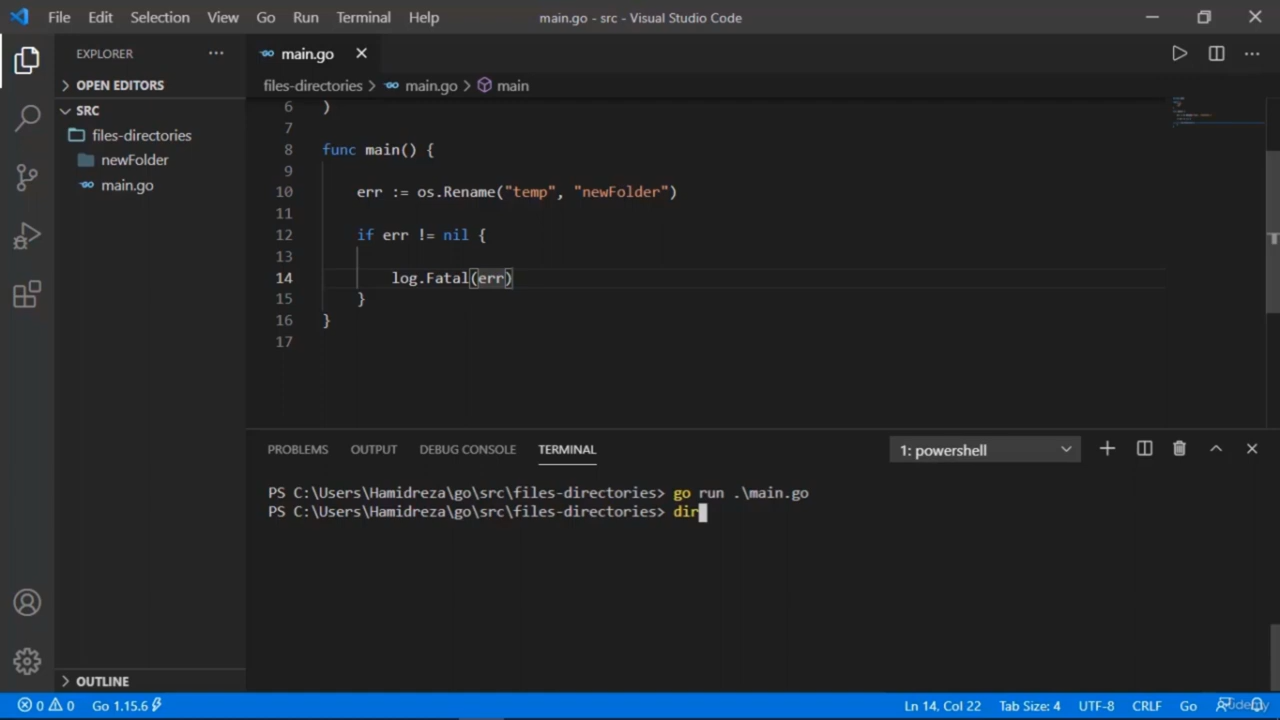 File Edit Selection View Go Run Terminal Help main.go - src - Visual Studio Code
EXPLORER ···
main.go
OPEN EDITORS
files-directories > main.go > main
SRC
files-directories
newFolder
main.go
6 )
7
8 func main() {
9
10 err := os.Rename("temp", "newFolder")
11
12 if err != nil {
13
14 log.Fatal(err)
15 }
16 }
17
PROBLEMS OUTPUT DEBUG CONSOLE TERMINAL 1: powershell
PS C:\Users\Hamidreza\go\src\files-directories> go run .\main.go
PS C:\Users\Hamidreza\go\src\files-directories> dir
OUTLINE
0 0 Go 1.15.6 Ln 14, Col 22 Tab Size: 4 UTF-8 CRLF Go